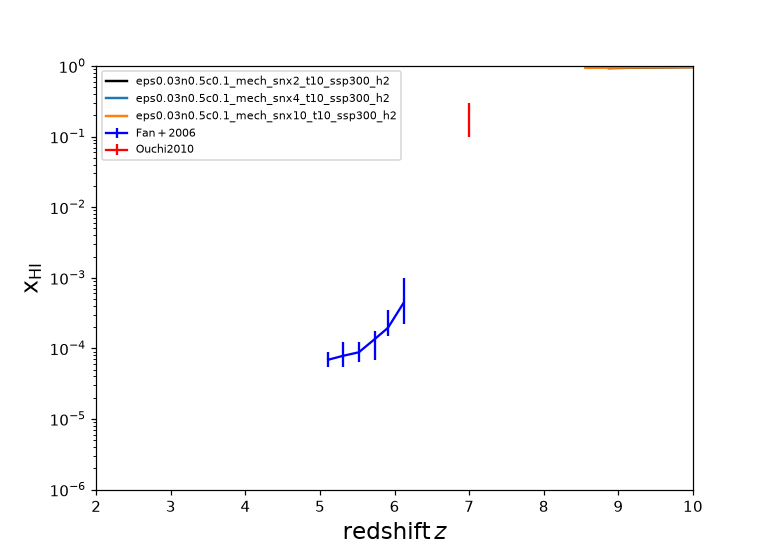 10⁰
10⁻¹
10⁻²
10⁻³
10⁻⁴
10⁻⁵
10⁻⁶
x_HI
eps0.03n0.5c0.1_mech_snx2_t10_ssp300_h2
eps0.03n0.5c0.1_mech_snx4_t10_ssp300_h2
eps0.03n0.5c0.1_mech_snx10_t10_ssp300_h2
Fan+2006
Ouchi2010
2 3 4 5 6 7 8 9 10
redshift z